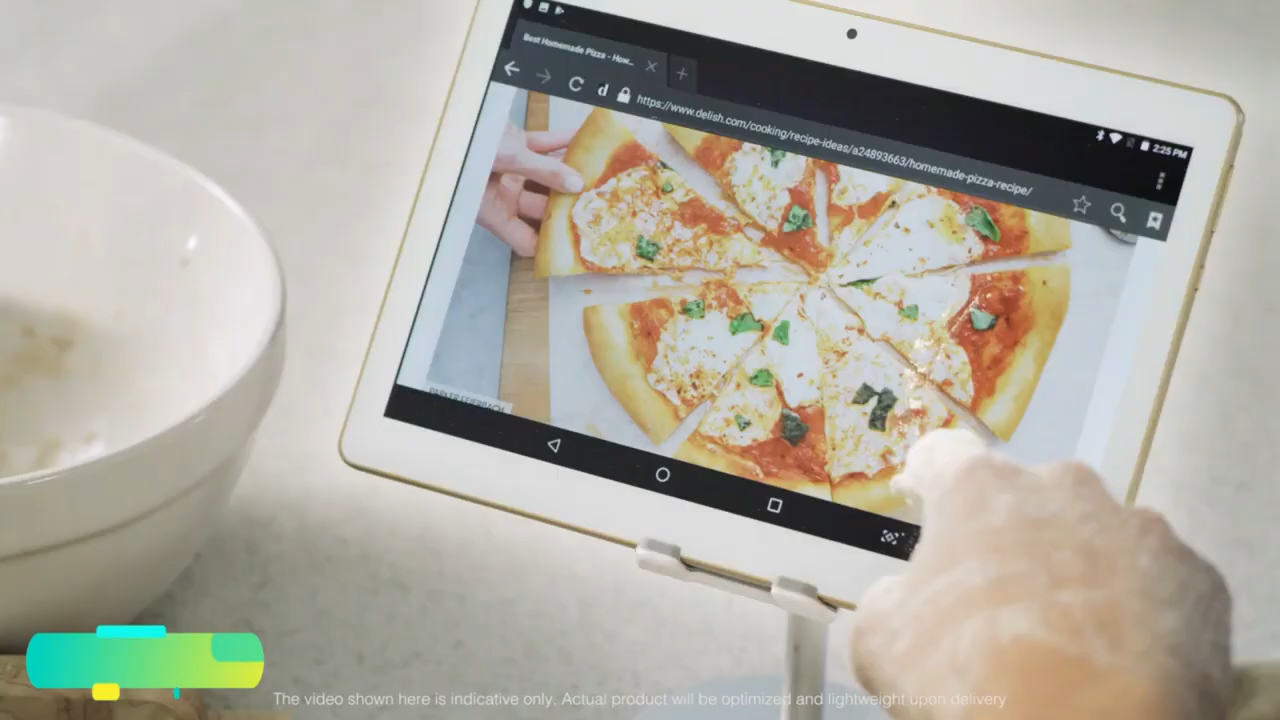 Best Homemade Pizza - How...
https://www.delish.com/cooking/recipe-ideas/a24893663/homemade-pizza-recipe/
2:25 PM
The video shown here is indicative only. Actual product will be optimized and lightweight upon delivery